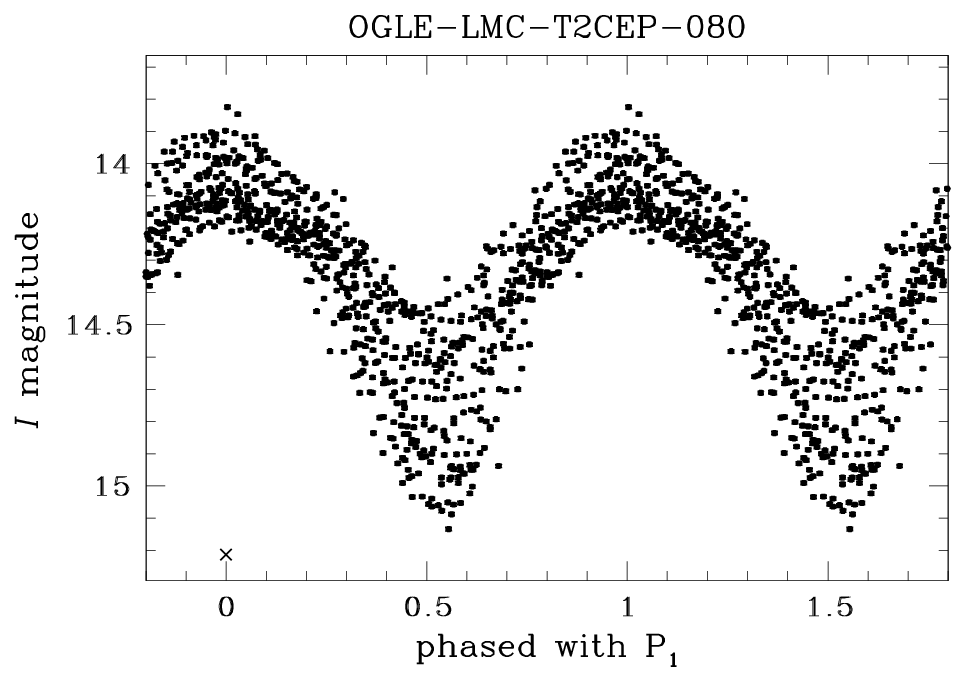 OGLE-LMC-T2CEP-080
14
14.5
15
I magnitude
0 0.5 1 1.5
phased with P₁